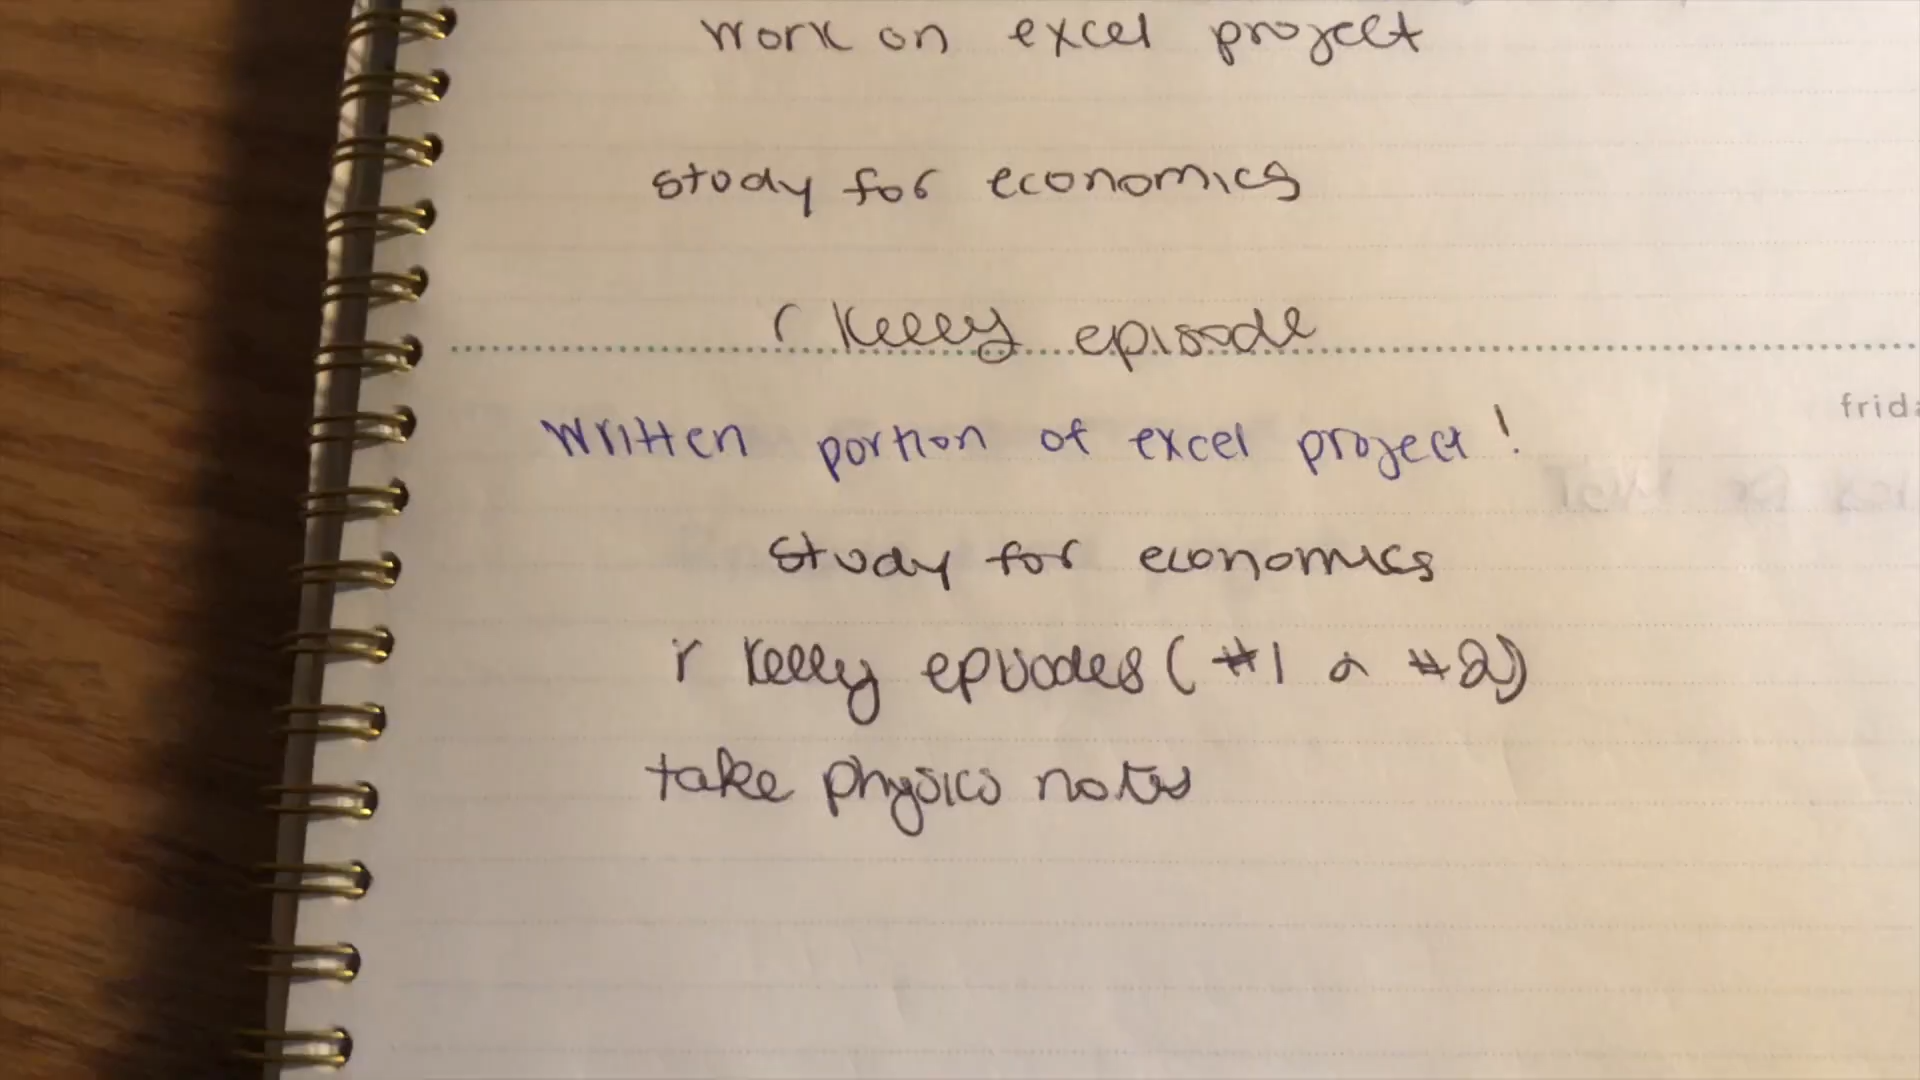 work on excel project
study for economics
r Kelly episode
frida
written portion of excel project!
study for economics
r Kelly episodes (#1 & #2)
take physics notes